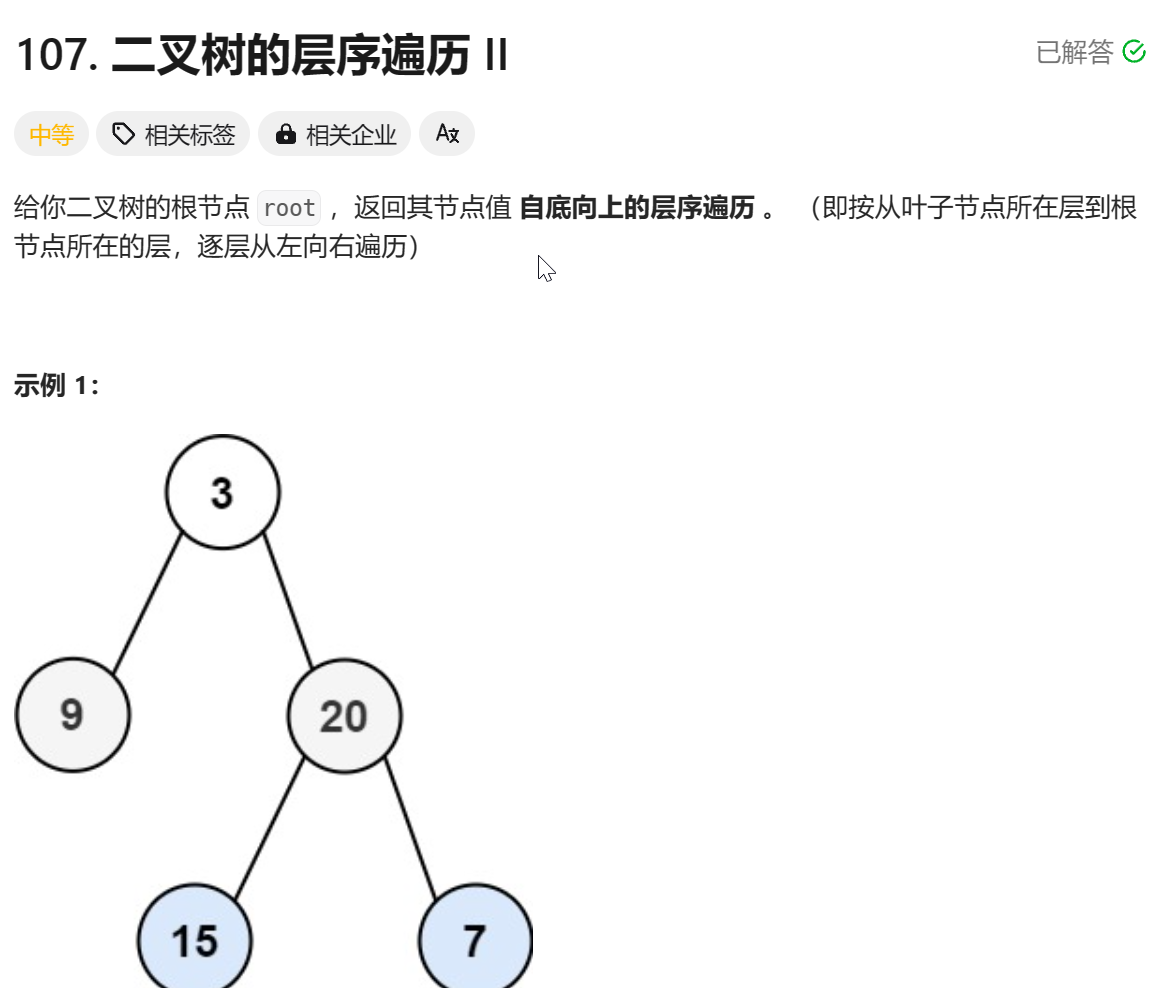 107. 二叉树的层序遍历 II
已解答
中等 相关标签 相关企业 A文
给你二叉树的根节点 root ，返回其节点值 自底向上的层序遍历 。 （即按从叶子节点所在层到根
节点所在的层，逐层从左向右遍历）
示例 1：
3
9 20
15 7